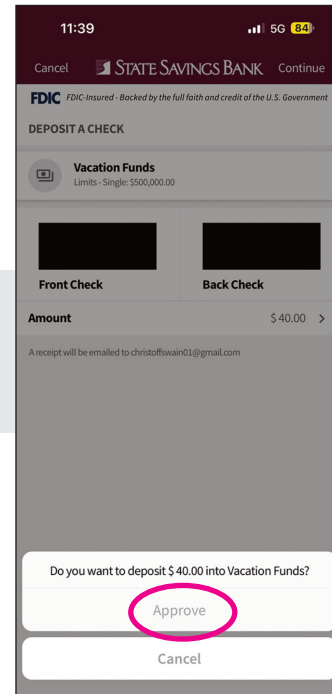 11:39 5G 84
Cancel STATE SAVINGS BANK Continue
FDIC FDIC-Insured - Backed by the full faith and credit of the U.S. Government
DEPOSIT A CHECK
Vacation Funds
Limits - Single: $500,000.00
Front Check Back Check
Amount $ 40.00 >
A receipt will be emailed to christoffswain01@gmail.com
Do you want to deposit $ 40.00 into Vacation Funds?
Approve
Cancel